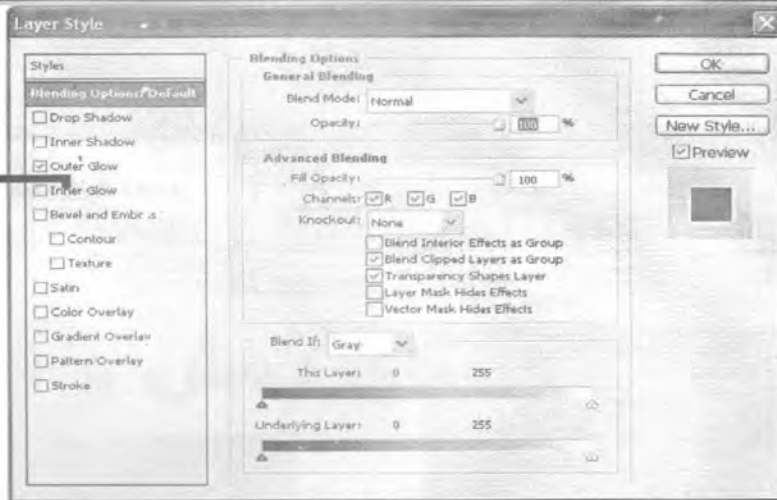 Layer Style
Styles
Blending Options: Default
Drop Shadow
Inner Shadow
Outer Glow
Inner Glow
Bevel and
Contour
Texture
Satin
Color Overlay
Gradient Overlay
Pattern Overlay
Stroke
Blending Options
General Blending
Blend Mode: Normal
Opacity: 100 %
Advanced Blending
Fill Opacity: 100 %
Channels: R G B
Knockout: None
Blend Interior Effects as Group
Blend Clipped Layers as Group
Transparency Shapes Layer
Layer Mask Hides Effects
Vector Mask Hides Effects
Blend If: Gray
This Layer: 0 255
Underlying Layer: 0 255
OK
Cancel
New Style...
Preview